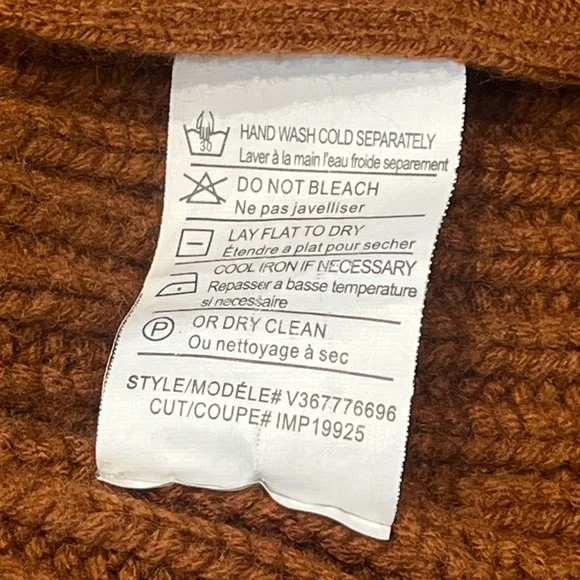 30
HAND WASH COLD SEPARATELY
Laver à la main l'eau froide separement
DO NOT BLEACH
Ne pas javelliser
LAY FLAT TO DRY
Étendre a plat pour secher
COOL IRON IF NECESSARY
Repasser a basse temperature
si necessaire
P
OR DRY CLEAN
Ou nettoyage à sec
STYLE/MODÉLE# V367776696
CUT/COUPE# IMP19925